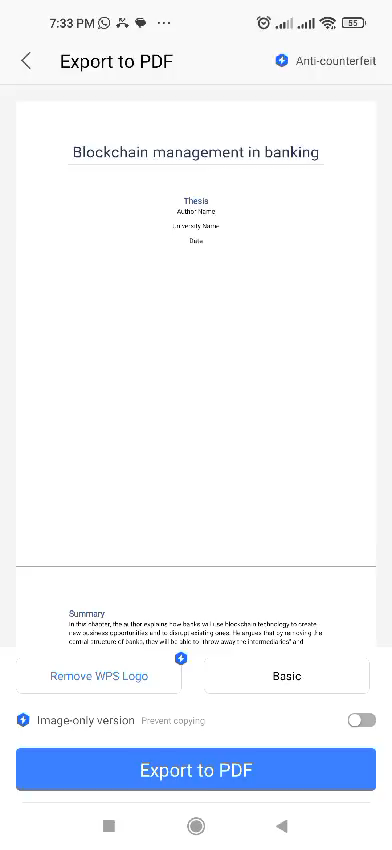 7:33 PM
55
Export to PDF
Anti-counterfeit
Blockchain management in banking
Thesis
Author Name
University Name
Date
Summary
In this chapter, the author explains how banks will use blockchain technology to create
new business opportunities and to disrupt existing ones. He argues that by removing the
central structure of banks, they will be able to "throw away the intermediaries" and
Remove WPS Logo
Basic
Image-only version Prevent copying
Export to PDF